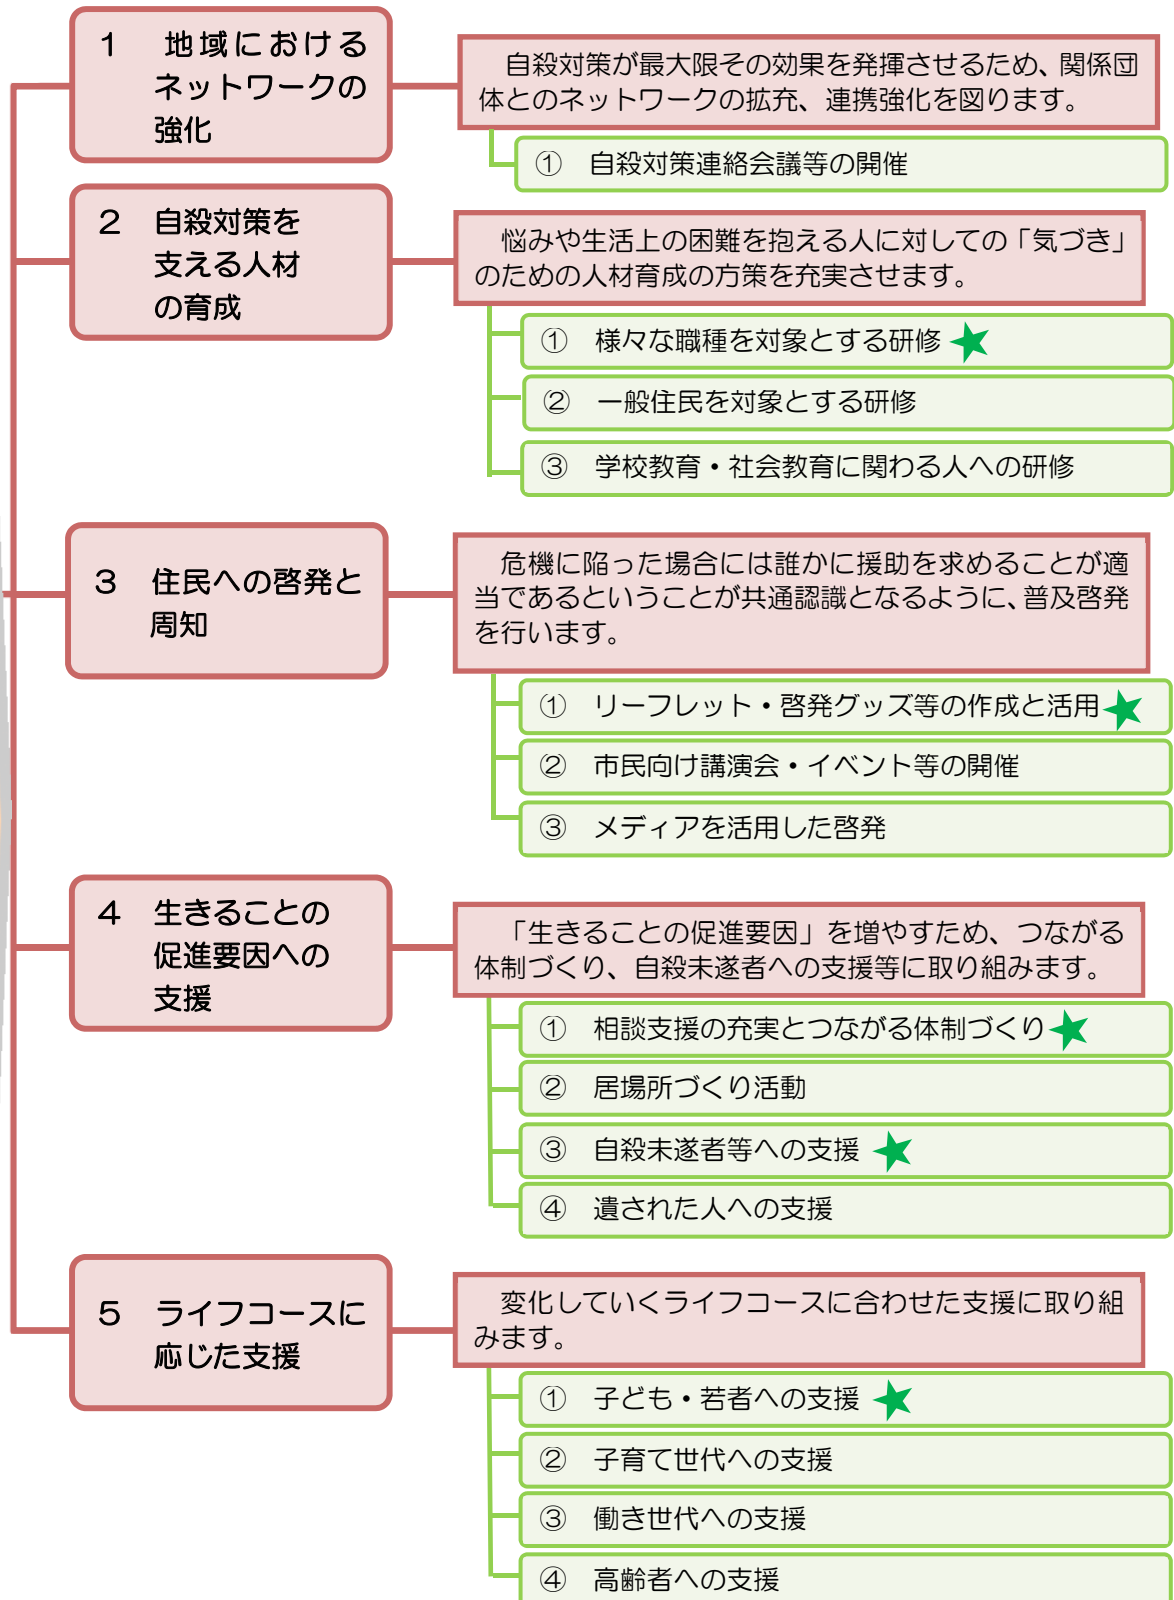 １　地域における
ネットワークの
強化
自殺対策が最大限その効果を発揮させるため、関係団
体とのネットワークの拡充、連携強化を図ります。
①　自殺対策連絡会議等の開催
２　自殺対策を
支える人材
の育成
悩みや生活上の困難を抱える人に対しての「気づき」
のための人材育成の方策を充実させます。
①　様々な職種を対象とする研修
②　一般住民を対象とする研修
③　学校教育・社会教育に関わる人への研修
３　住民への啓発と
周知
危機に陥った場合には誰かに援助を求めることが適
当であるということが共通認識となるように、普及啓発
を行います。
①　リーフレット・啓発グッズ等の作成と活用
②　市民向け講演会・イベント等の開催
③　メディアを活用した啓発
４　生きることの
促進要因への
支援
「生きることの促進要因」を増やすため、つながる
体制づくり、自殺未遂者への支援等に取り組みます。
①　相談支援の充実とつながる体制づくり
②　居場所づくり活動
③　自殺未遂者等への支援
④　遺された人への支援
５　ライフコースに
応じた支援
変化していくライフコースに合わせた支援に取り組
みます。
①　子ども・若者への支援
②　子育て世代への支援
③　働き世代への支援
④　高齢者への支援